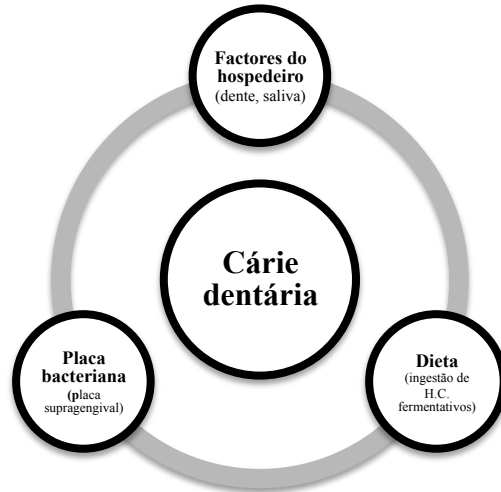 Factores do
hospedeiro
(dente, saliva)
Cárie
dentária
Placa
bacteriana
(placa
supragengival)
Dieta
(ingestão de
H.C.
fermentativos)